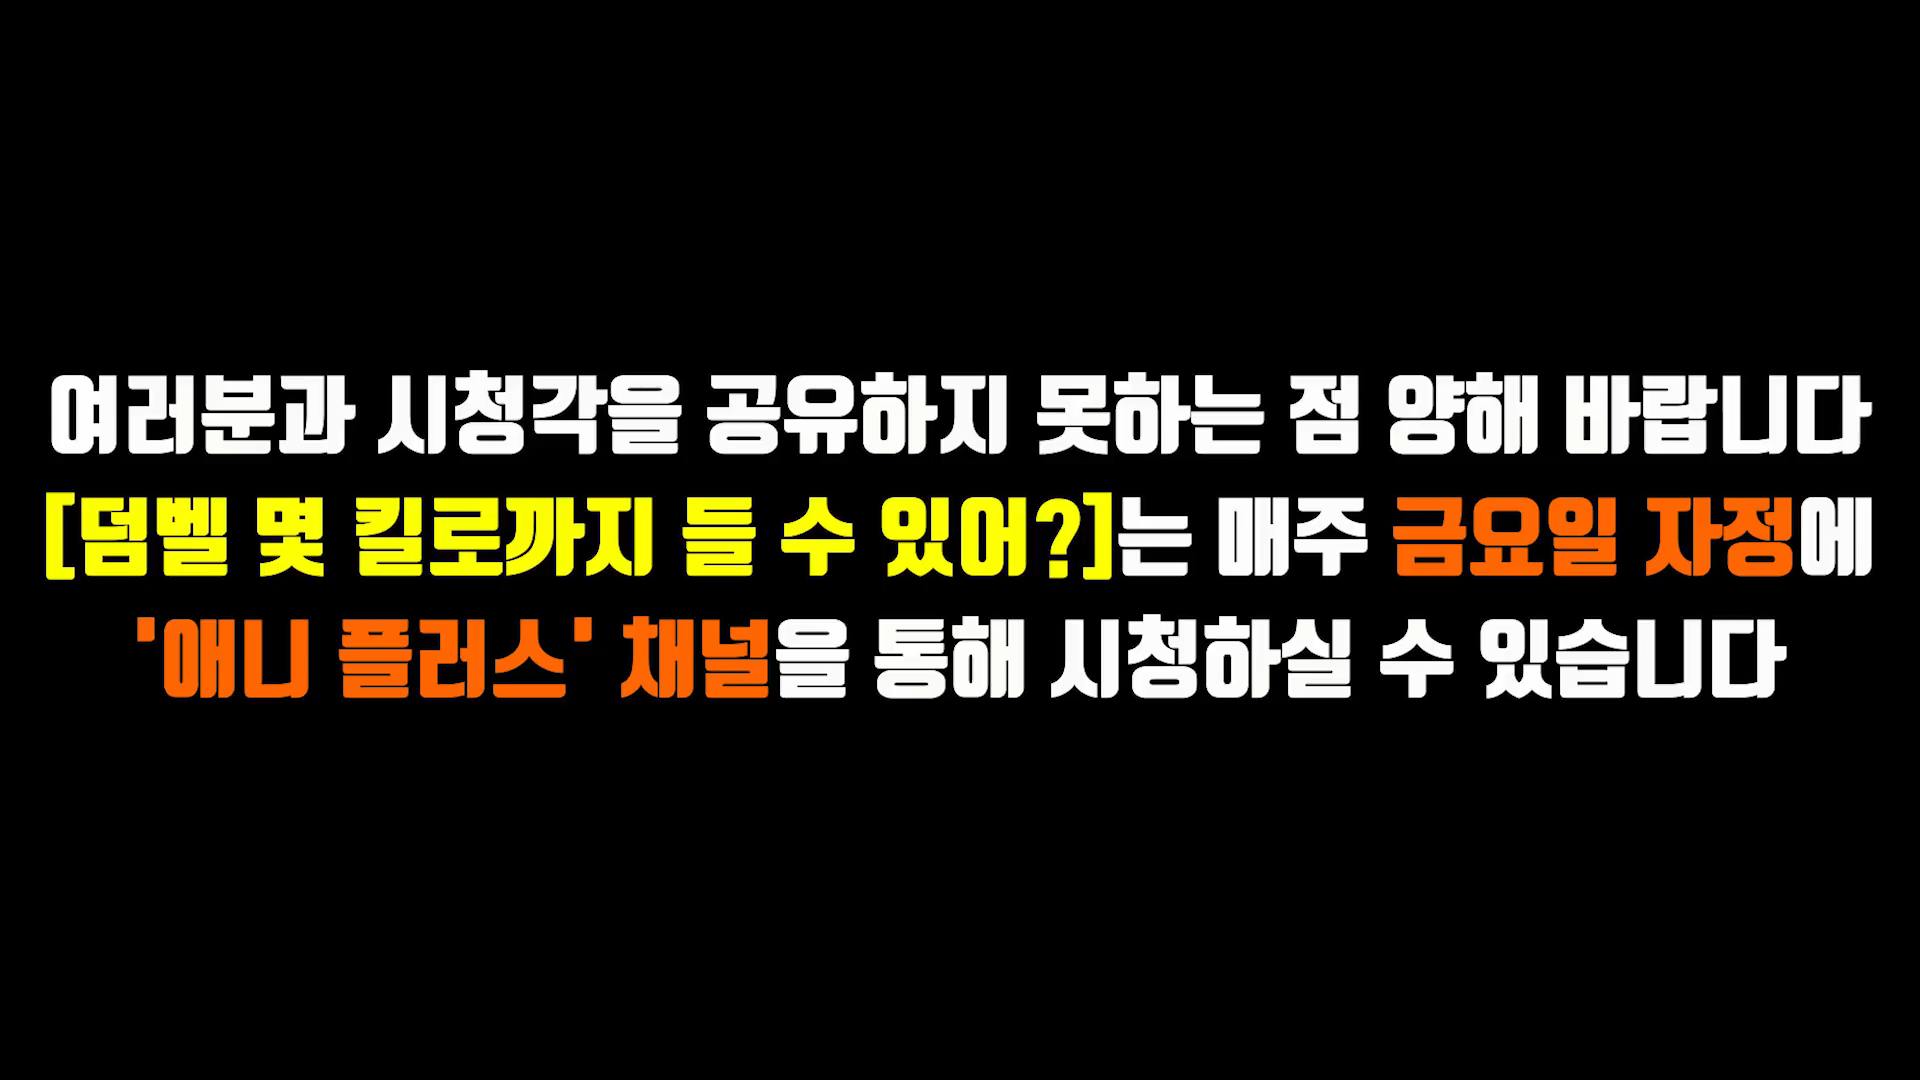 여러분과 시청각을 공유하지 못하는 점 양해 바랍니다
[덤벨 몇 킬로까지 들 수 있어?]는 매주 금요일 자정에
'애니 플러스' 채널을 통해 시청하실 수 있습니다